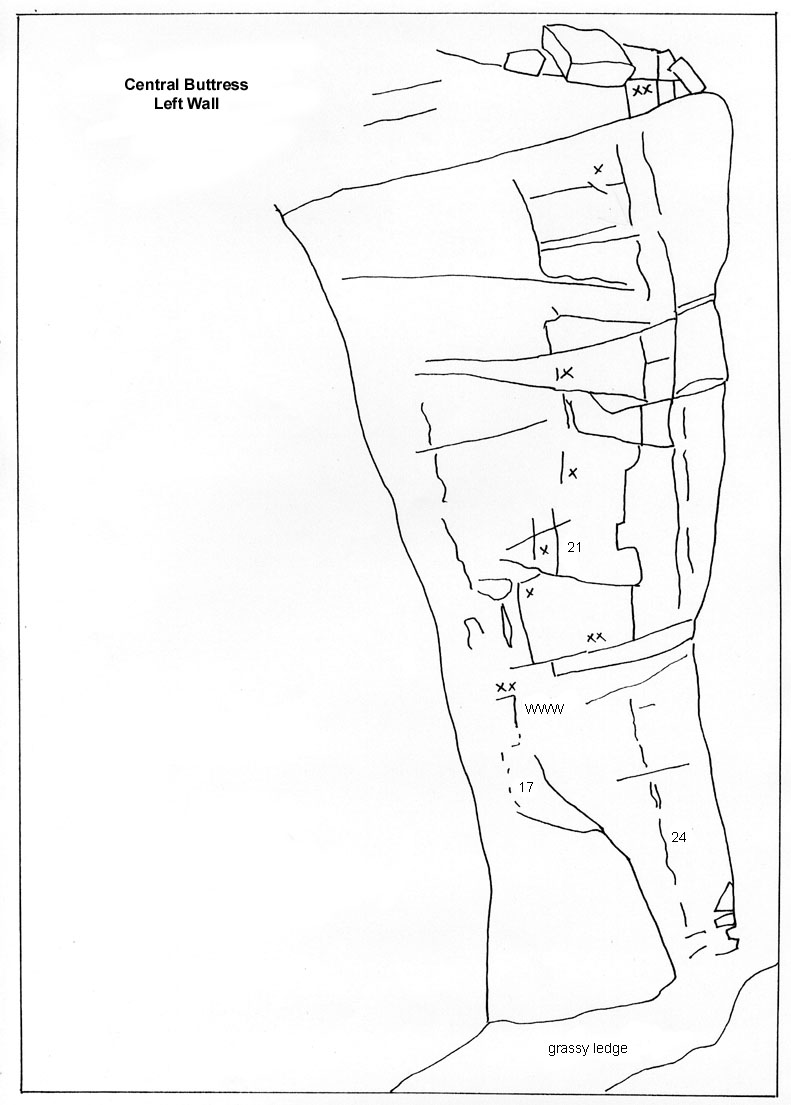 Central Buttress
Left Wall
xx
x
x
x
x
21
x
xx
xx
WWW
17
24
grassy ledge